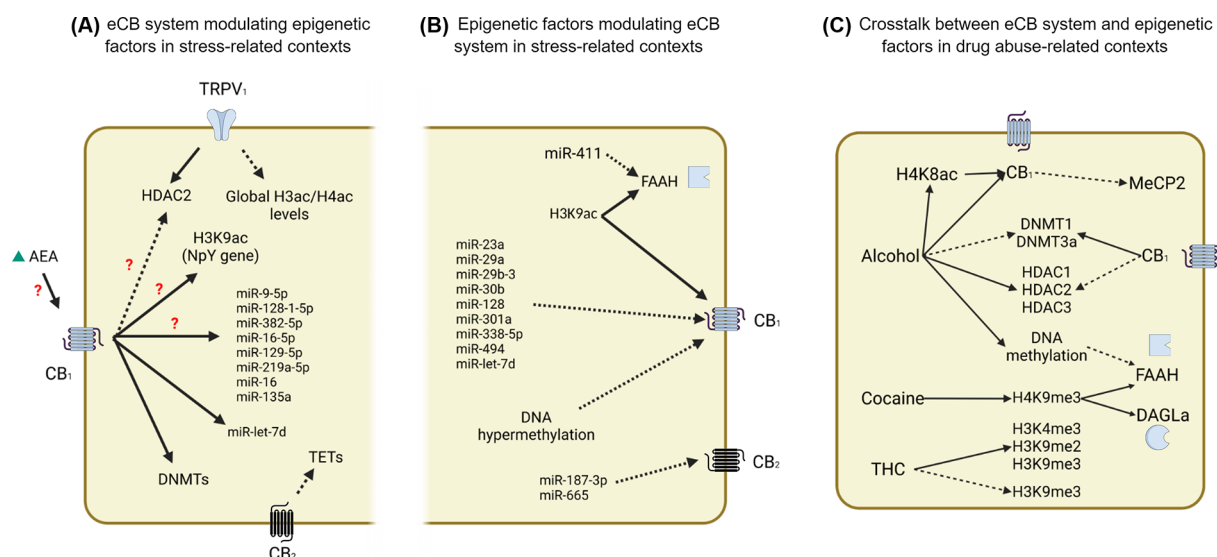 (A) eCB system modulating epigenetic
factors in stress-related contexts
TRPV1
HDAC2
Global H3ac/H4ac
levels
H3K9ac
(NpY gene)
?
?
?
AEA
?
CB1
miR-9-5p
miR-128-1-5p
miR-382-5p
miR-16-5p
miR-129-5p
miR-219a-5p
miR-16
miR-135a
miR-let-7d
DNMTs
TETs
CB2
(B) Epigenetic factors modulating eCB
system in stress-related contexts
miR-411
FAAH
H3K9ac
miR-23a
miR-29a
miR-29b-3
miR-30b
miR-128
miR-301a
miR-338-5p
miR-494
miR-let-7d
CB1
DNA
hypermethylation
CB2
miR-187-3p
miR-665
(C) Crosstalk between eCB system and epigenetic
factors in drug abuse-related contexts
H4K8ac
CB1
MeCP2
DNMT1
DNMT3a
Alcohol
CB1
HDAC1
HDAC2
HDAC3
DNA
methylation
FAAH
Cocaine
H4K9me3
DAGLa
H3K4me3
H3K9me2
H3K9me3
THC
H3K9me3